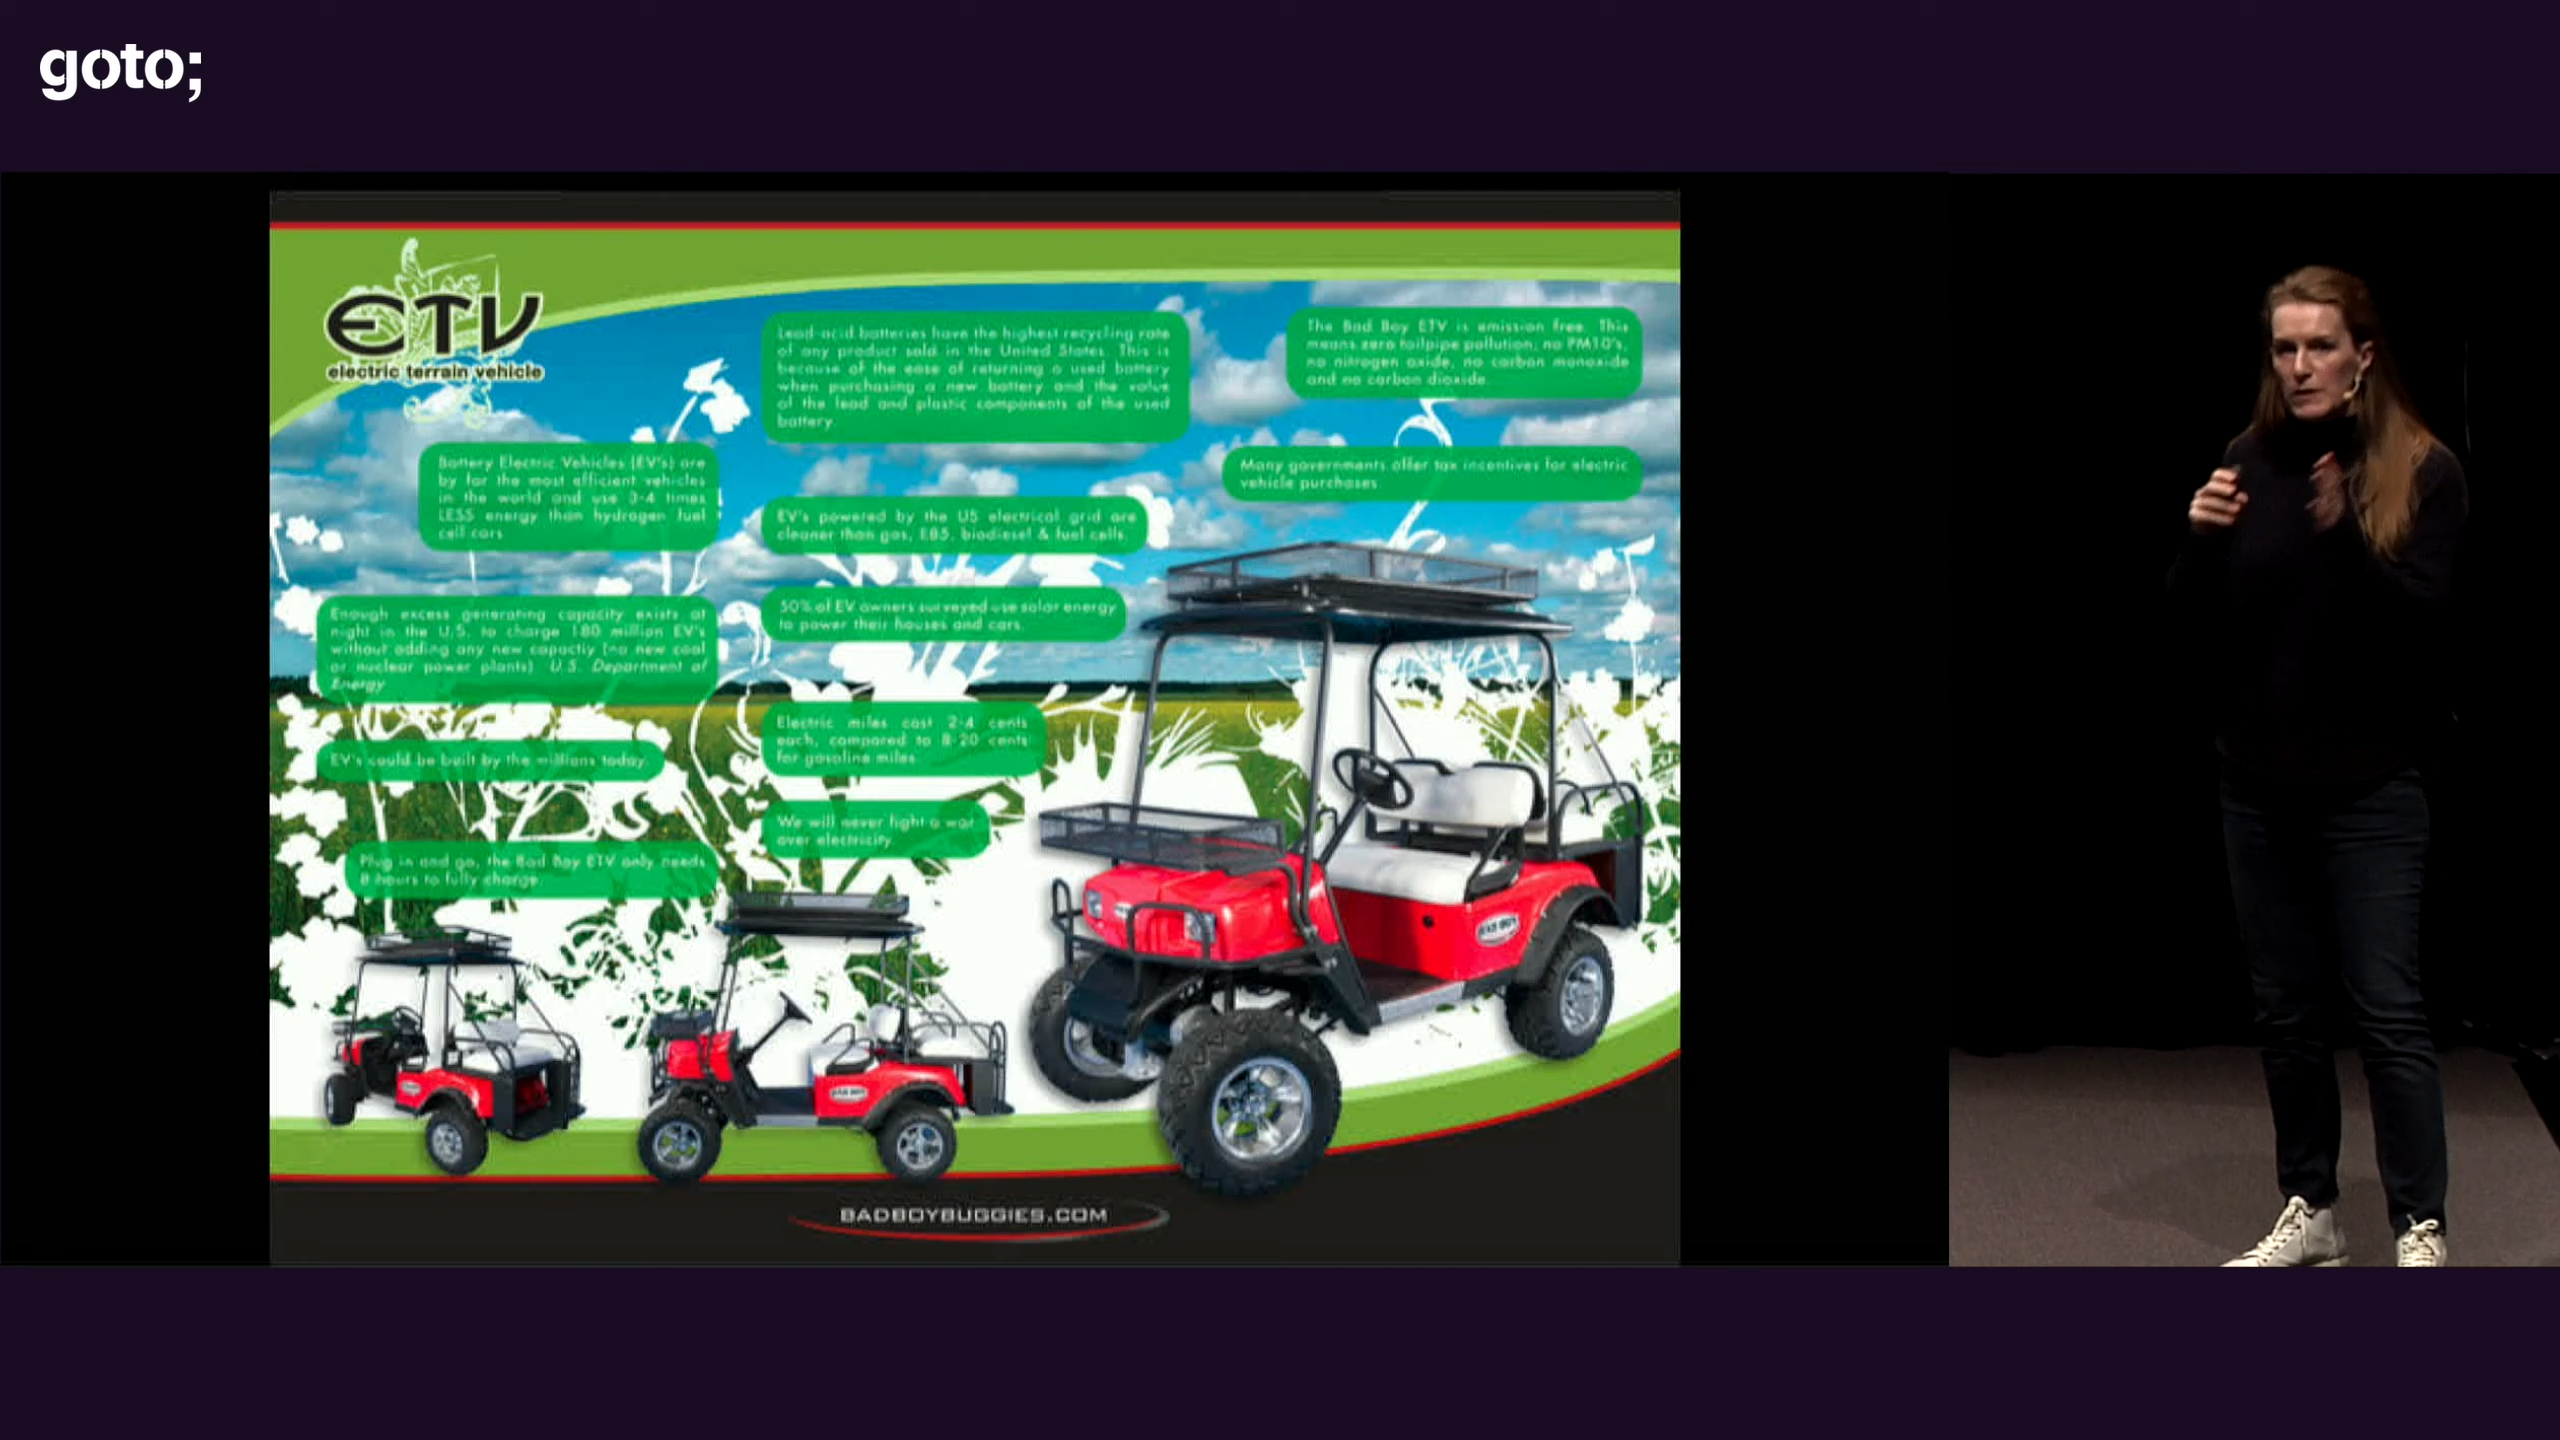 goto;
ETV
electric terrain vehicle
Battery Electric Vehicles (EV's) are
by far the most efficient vehicles
in the world and use 3-4 times
LESS energy than hydrogen fuel
cell cars
Enough excess generating capacity exists at
night in the U.S. to charge 180 million EV's
without adding any new capactiy (no new coal
or nuclear power plants) U.S. Department of
Energy
EV's could be built by the millions today.
Plug in and go, the Bad Boy ETV only needs
8 hours to fully charge.
Lead-acid batteries have the highest recycling rate
of any product sold in the United States. This is
because of the ease of returning a used battery
when purchasing a new battery and the value
of the lead and plastic components of the used
battery.
EV's powered by the US electrical grid are
cleaner than gas, E85, biodiesel & fuel cells.
50% of EV owners surveyed use solar energy
to power their houses and cars.
Electric miles cost 2-4 cents
each, compared to 8-20 cents
for gasoline miles.
We will never fight a war
over electricity.
The Bad Boy ETV is emission free. This
means zero tailpipe pollution, no PM10's,
no nitrogen oxide, no carbon monoxide
and no carbon dioxide.
Many governments offer tax incentives for electric
vehicle purchases.
BAD BOY
BAD BOY
BADBOYBUGGIES.COM